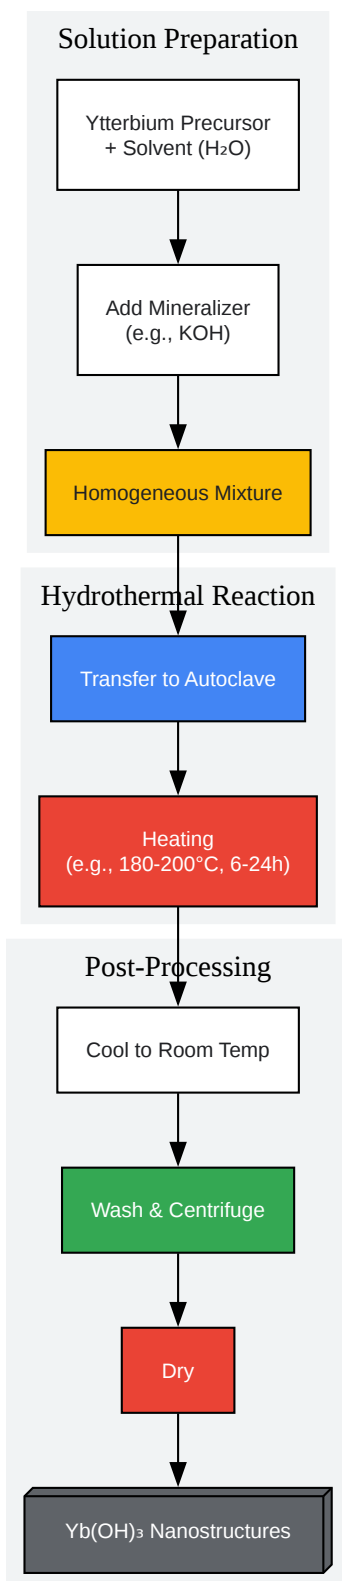 Solution Preparation
Ytterbium Precursor
+ Solvent (H₂O)
Add Mineralizer
(e.g., KOH)
Homogeneous Mixture
Hydrothermal Reaction
Transfer to Autoclave
Heating
(e.g., 180-200°C, 6-24h)
Post-Processing
Cool to Room Temp
Wash & Centrifuge
Dry
Yb(OH)₃ Nanostructures